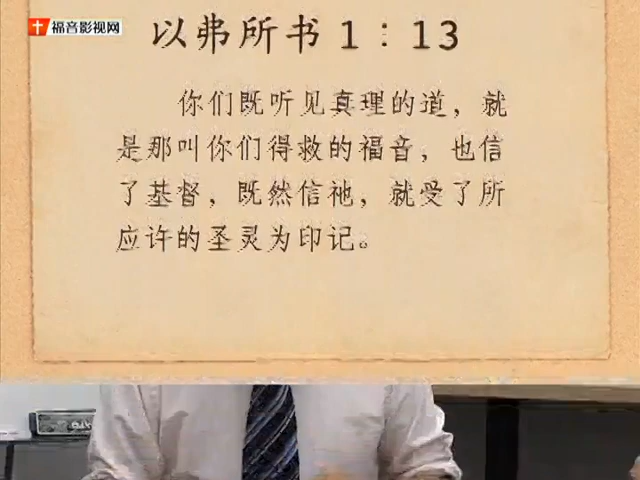 福音影视网
以弗所书 1：13
你们既听见真理的道，就
是那叫你们得救的福音，也信
了基督，既然信祂，就受了所
应许的圣灵为印记。